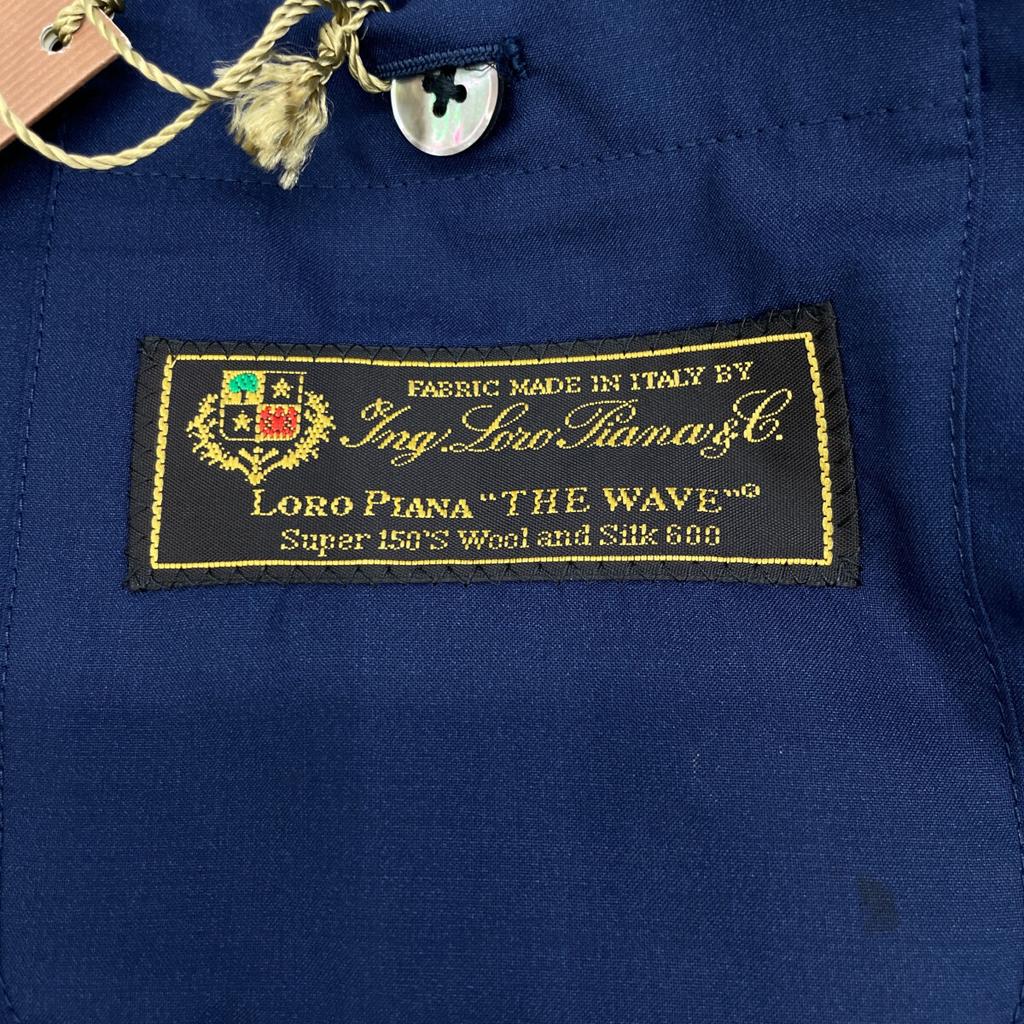 FABRIC MADE IN ITALY BY
Ing. Loro Piana & C.
LORO PIANA "THE WAVE"®
Super 150'S Wool and Silk 600